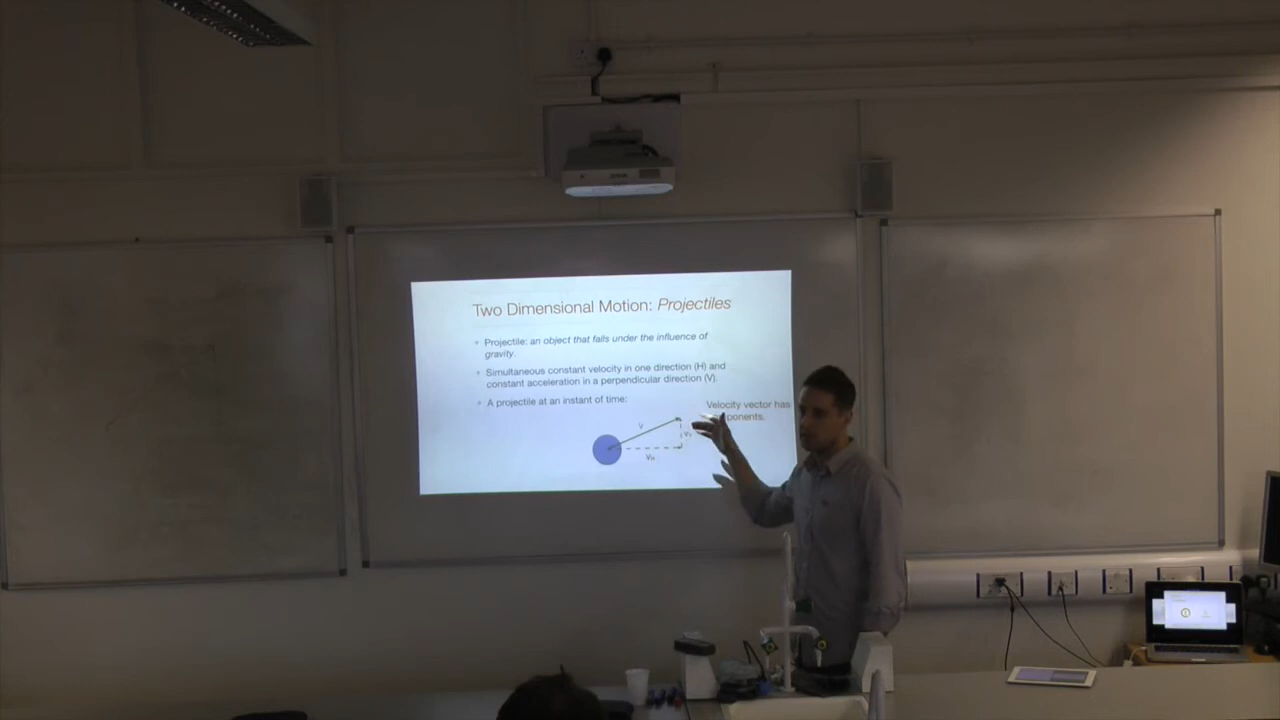 Two Dimensional Motion: Projectiles
Projectile: an object that falls under the influence of
gravity.
Simultaneous constant velocity in one direction (H) and
constant acceleration in a perpendicular direction (V).
A projectile at an instant of time:
Velocity vector has
ponents.
V
VH